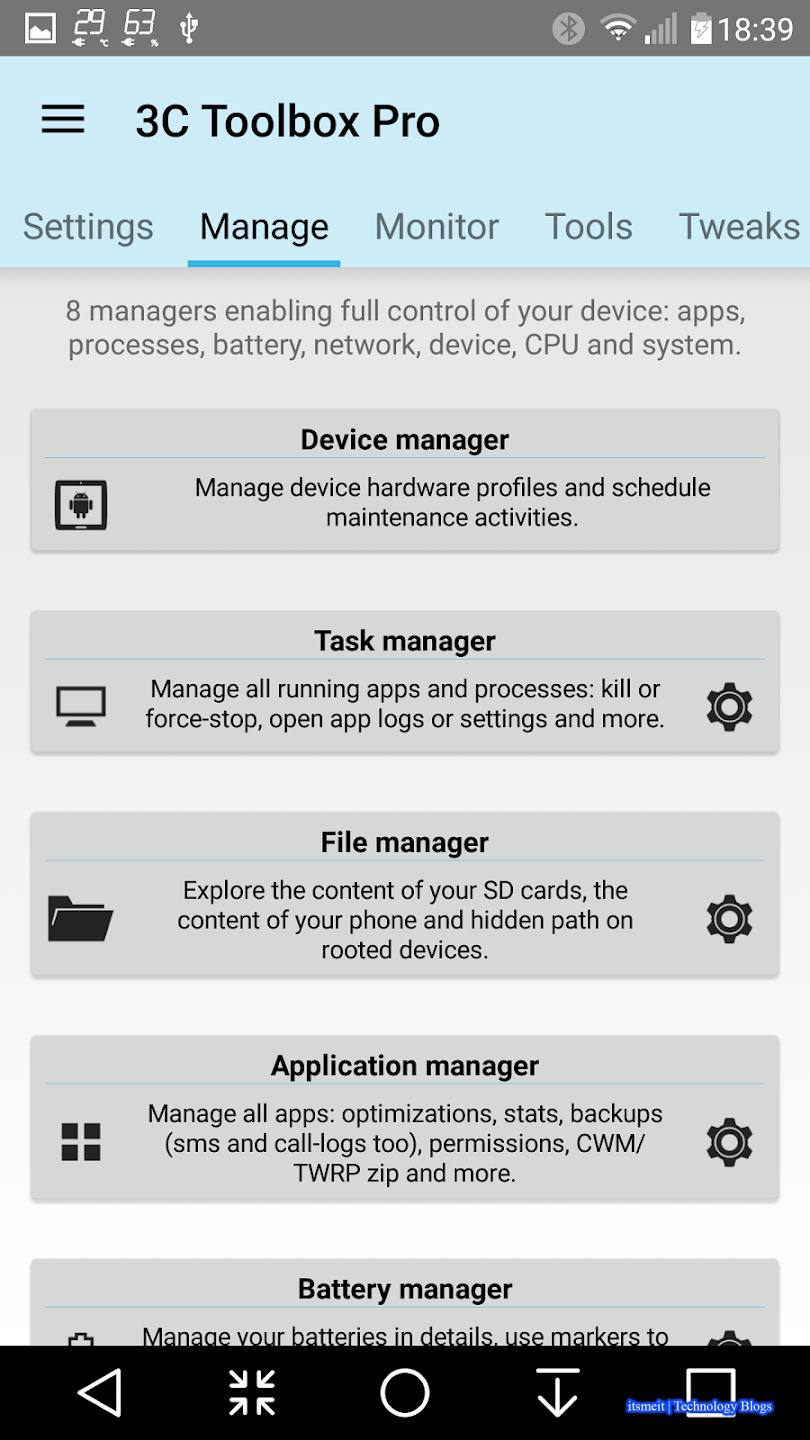 29 °C 63 % 18:39
3C Toolbox Pro
Settings Manage Monitor Tools Tweaks
8 managers enabling full control of your device: apps,
processes, battery, network, device, CPU and system.
Device manager
Manage device hardware profiles and schedule
maintenance activities.
Task manager
Manage all running apps and processes: kill or
force-stop, open app logs or settings and more.
File manager
Explore the content of your SD cards, the
content of your phone and hidden path on
rooted devices.
Application manager
Manage all apps: optimizations, stats, backups
(sms and call-logs too), permissions, CWM/
TWRP zip and more.
Battery manager
Manage your batteries in details, use markers to
itsmeit | Technology Blogs